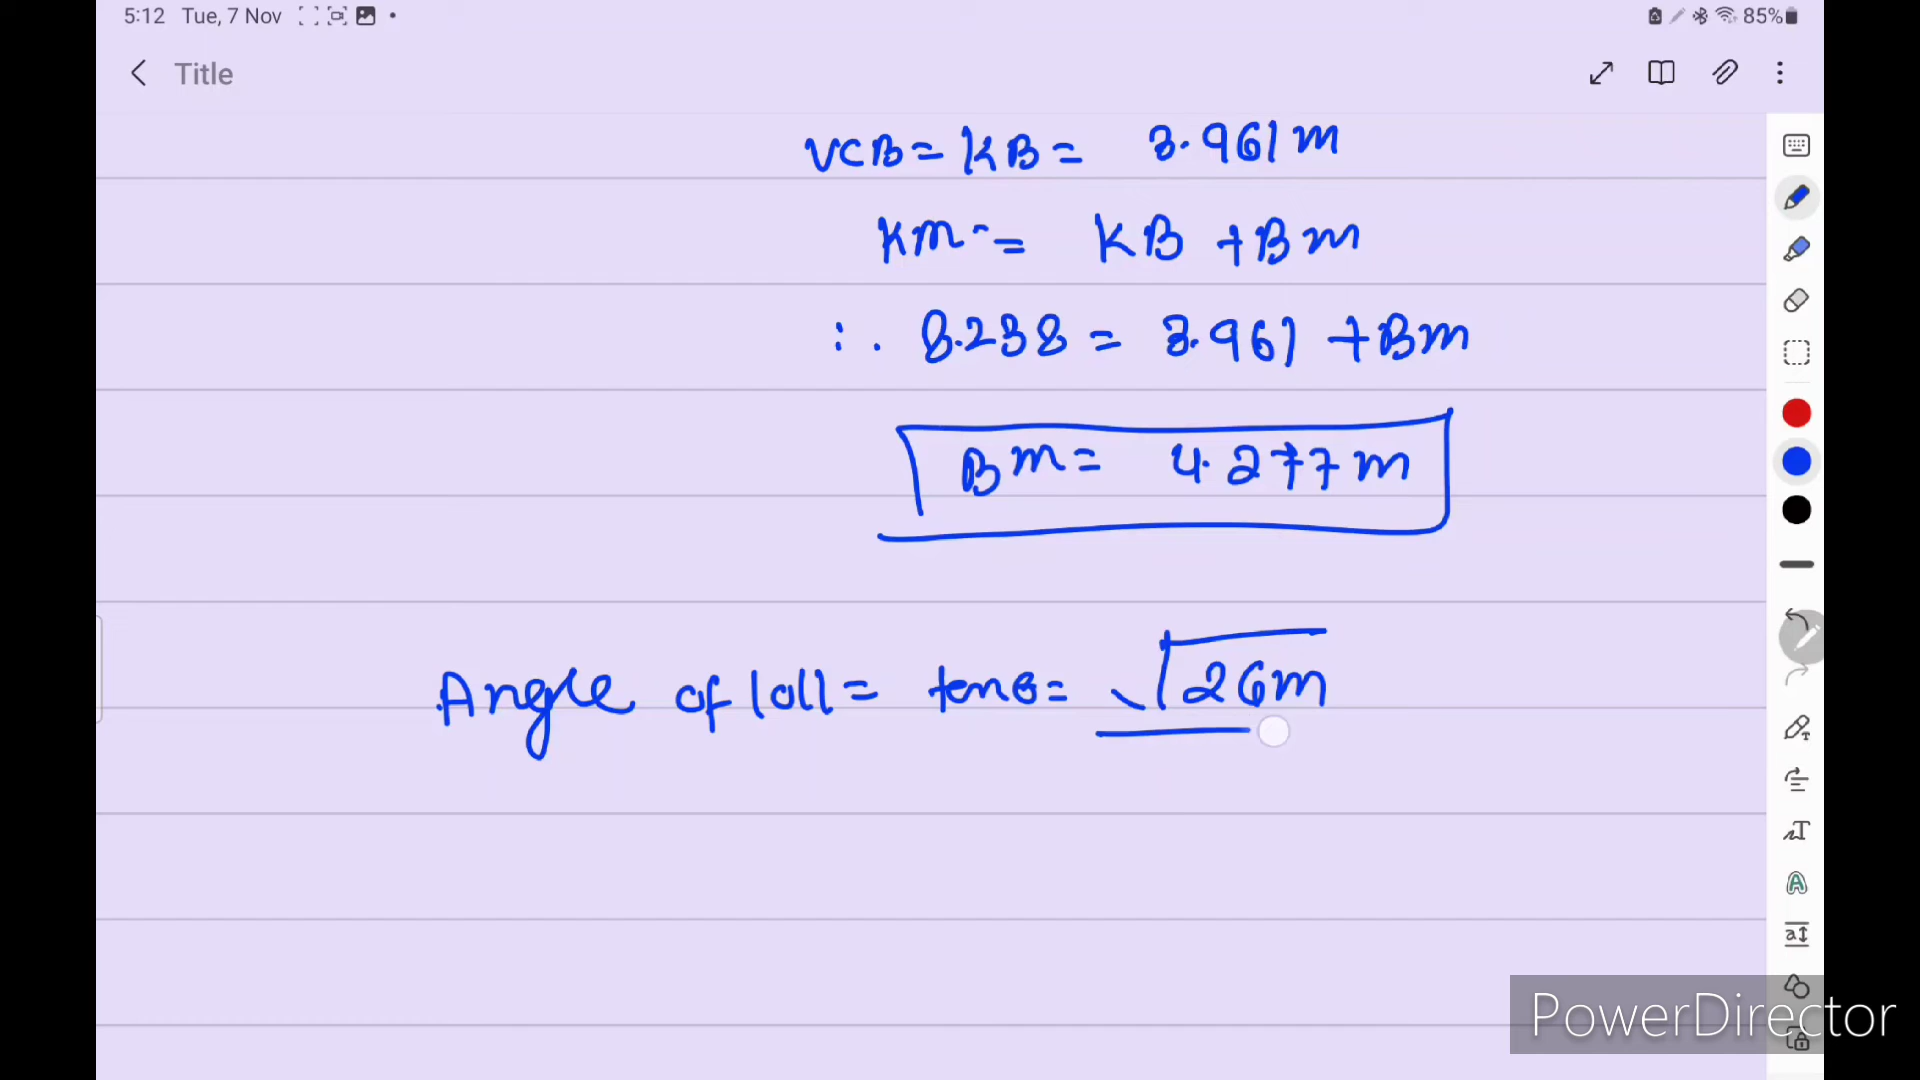 5:12 Tue, 7 Nov 85%
Title
VCB = KB = 3.961 m
KM = KB + BM
∴ 8.238 = 3.961 + BM
BM = 4.277 m
Angle of loll = tanθ = √2GM
PowerDirector